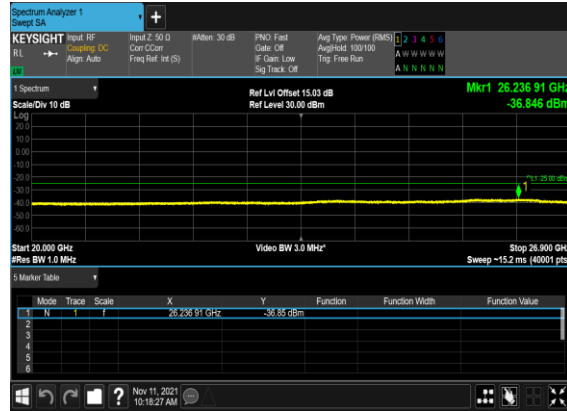 Spectrum Analyzer 1
Swept SA
+
KEYSIGHT Input: RF Input Z: 50 Ω #Atten: 30 dB PNO: Fast Avg Type: Power (RMS) 1 2 3 4 5 6
RL Coupling: DC Corr CCorr Gate: Off Avg|Hold: 100/100 A W W W W W
Align: Auto Freq Ref: Int (S) IF Gain: Low Trig: Free Run
Sig Track: Off A N N N N N
1 Spectrum
Ref Lvl Offset 15.03 dB Mkr1 26.236 91 GHz
Scale/Div 10 dB Ref Level 30.00 dBm -36.846 dBm
Log
20.0
10.0
0.00
-10.0
-20.0
-30.0
-40.0
-50.0
-60.0
1
Start 20.000 GHz Video BW 3.0 MHz* Stop 26.900 GHz
#Res BW 1.0 MHz Sweep ~15.2 ms (40001 pts
5 Marker Table
Mode Trace Scale X Y Function Function Width Function Value
1 N 1 f 26.236 91 GHz -36.85 dBm
2
3
4
5
6
? Nov 11, 2021
10:18:27 AM